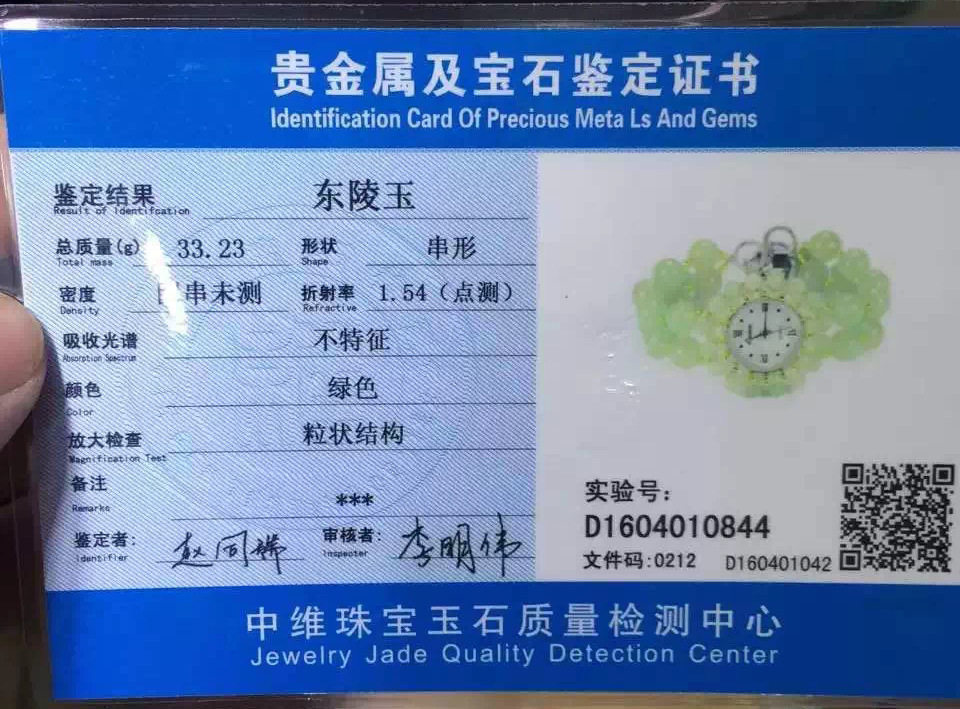 贵金属及宝石鉴定证书
Identification Card Of Precious Meta Ls And Gems
鉴定结果 东陵玉
Result of identifcation
总质量(g) 33.23 形状 串形
Total mass Shape
密度 串未测 折射率 1.54（点测）
Density Refractive
吸收光谱 不特征
Absorption Spectrum
颜色 绿色
Color
放大检查 粒状结构
Magnification Test
备注 ***
Remarks
鉴定者: 赵同 审核者: 李明伟
identifier inspecter
实验号:
D1604010844
文件码:0212 D160401042
中维珠宝玉石质量检测中心
Jewelry Jade Quality Detection Center